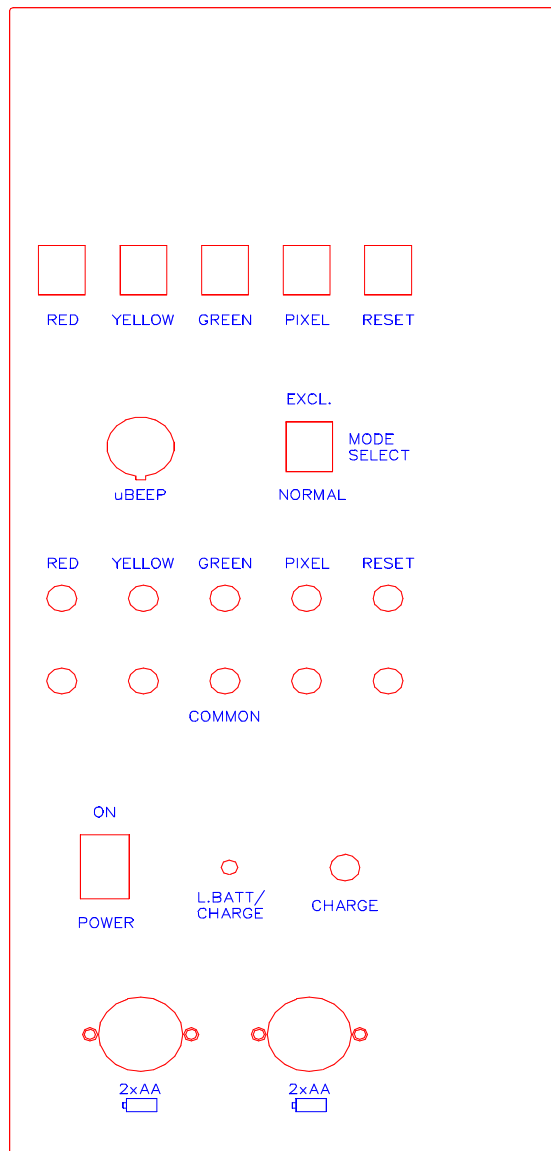 RED YELLOW GREEN PIXEL RESET
EXCL.
MODE
SELECT
uBEEP NORMAL
RED YELLOW GREEN PIXEL RESET
COMMON
ON
L.BATT/
CHARGE
CHARGE
POWER
2xAA 2xAA